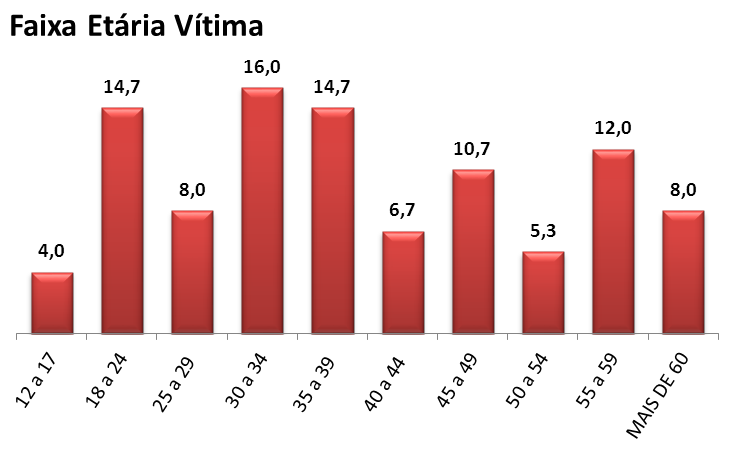 Faixa Etária Vítima
4,0
14,7
8,0
16,0
14,7
6,7
10,7
5,3
12,0
8,0
12 a 17
18 a 24
25 a 29
30 a 34
35 a 39
40 a 44
45 a 49
50 a 54
55 a 59
MAIS DE 60